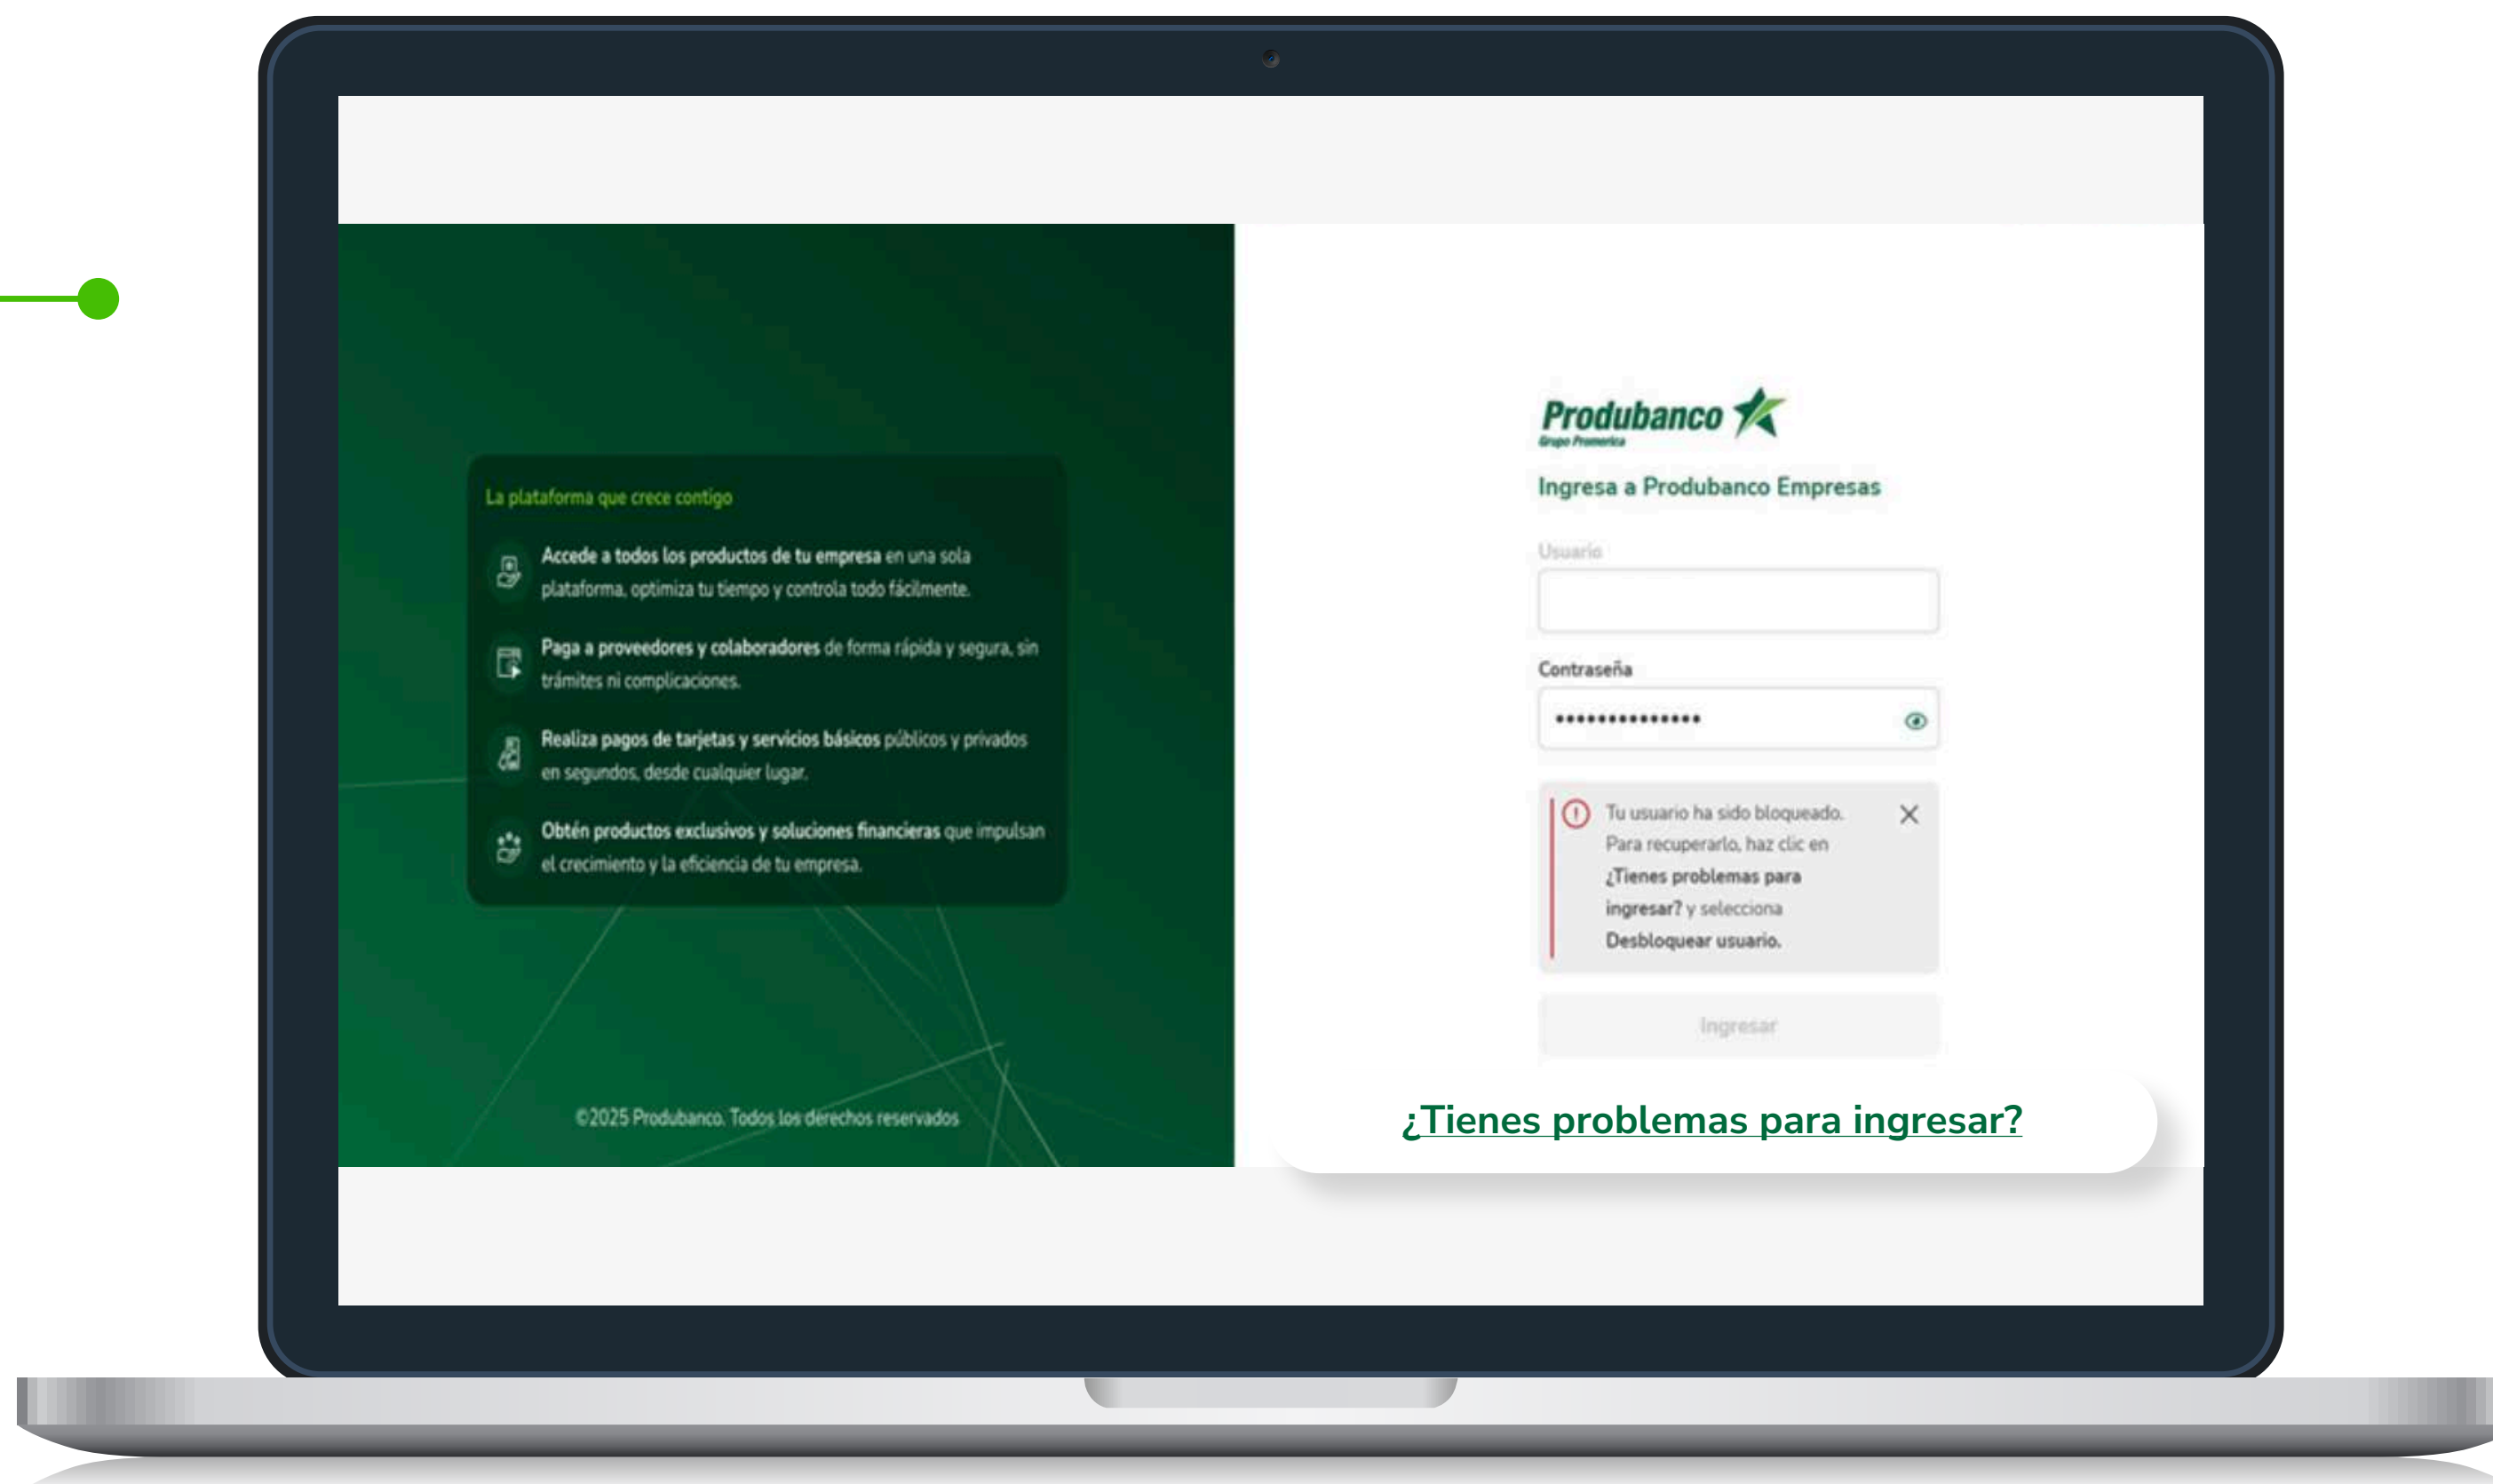 La plataforma que crece contigo
Accede a todos los productos de tu empresa en una sola
plataforma, optimiza tu tiempo y controla todo fácilmente.
Paga a proveedores y colaboradores de forma rápida y segura, sin
trámites ni complicaciones.
Realiza pagos de tarjetas y servicios básicos públicos y privados
en segundos, desde cualquier lugar.
Obtén productos exclusivos y soluciones financieras que impulsan
el crecimiento y la eficiencia de tu empresa.
©2025 Produbanco. Todos los derechos reservados
Produbanco
Grupo Promerica
Ingresa a Produbanco Empresas
Usuario
Contraseña
••••••••••••••
Tu usuario ha sido bloqueado.
Para recuperarlo, haz clic en
¿Tienes problemas para
ingresar? y selecciona
Desbloquear usuario.
Ingresar
¿Tienes problemas para ingresar?